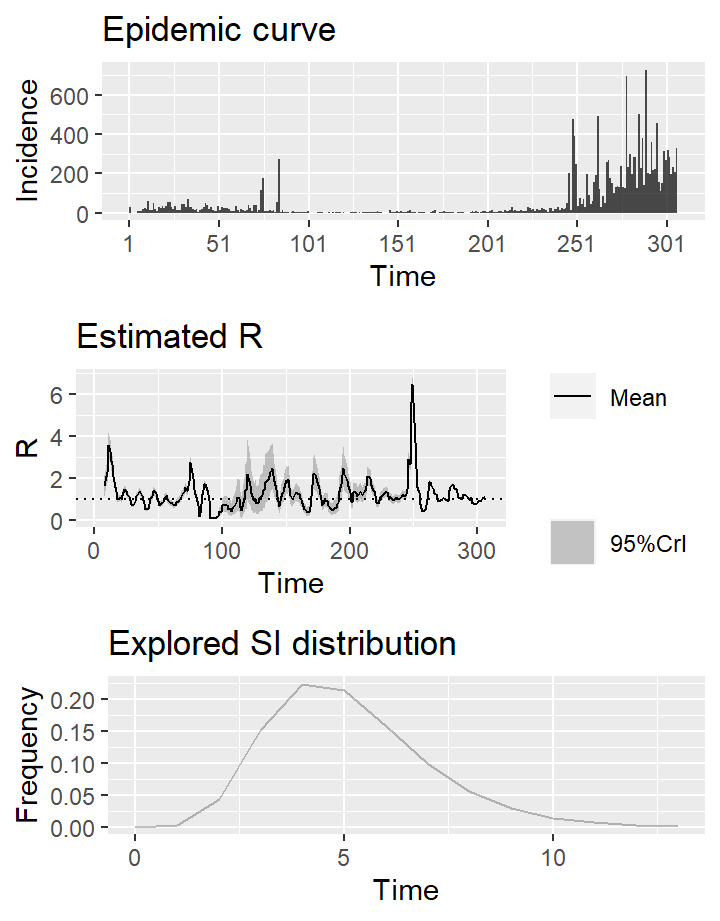 Epidemic curve
Incidence
600
400
200
0
1 51 101 151 201 251 301
Time
Estimated R
R
6
4
2
0
0 100 200 300
Time
Mean
95%CrI
Explored SI distribution
Frequency
0.20
0.15
0.10
0.05
0.00
0 5 10
Time